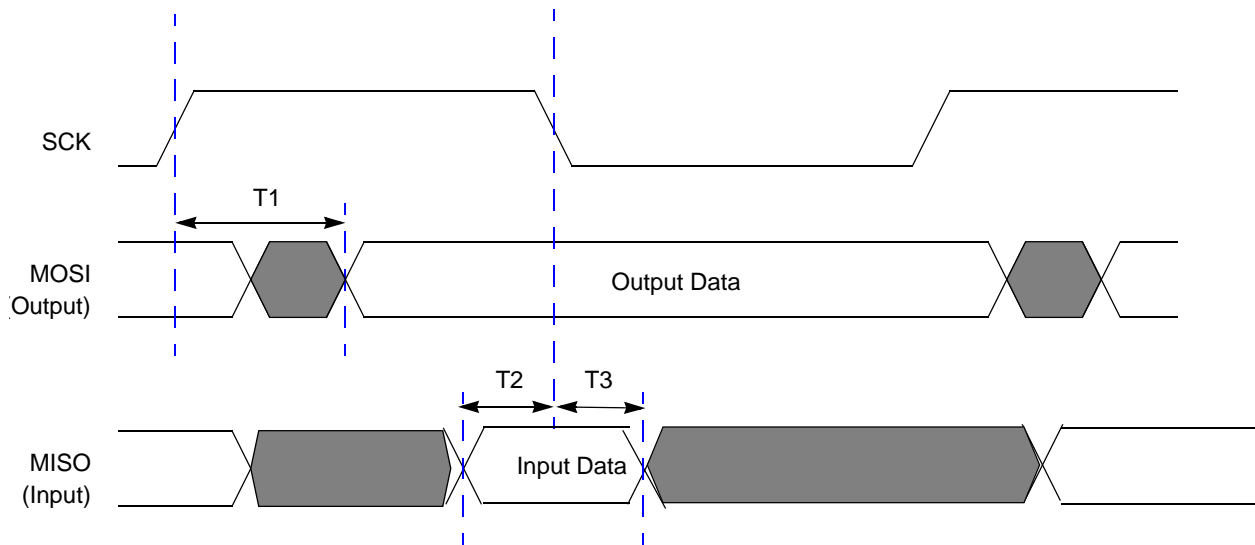 SCK
T1
MOSI
(Output)
Output Data
T2
T3
MISO
(Input)
Input Data